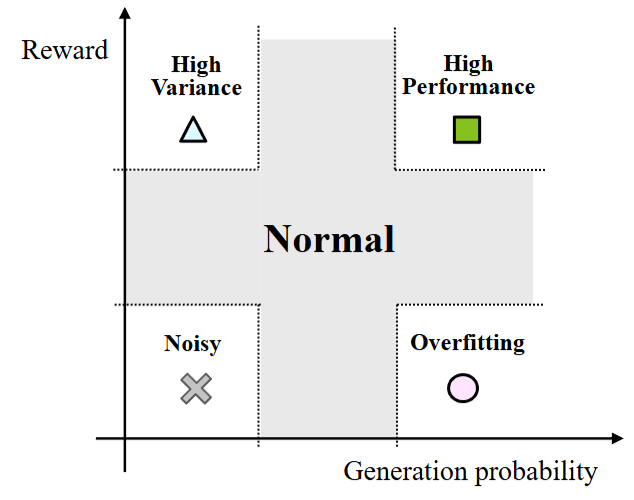 Reward
High
Variance
High
Performance
Normal
Noisy
Overfitting
Generation probability